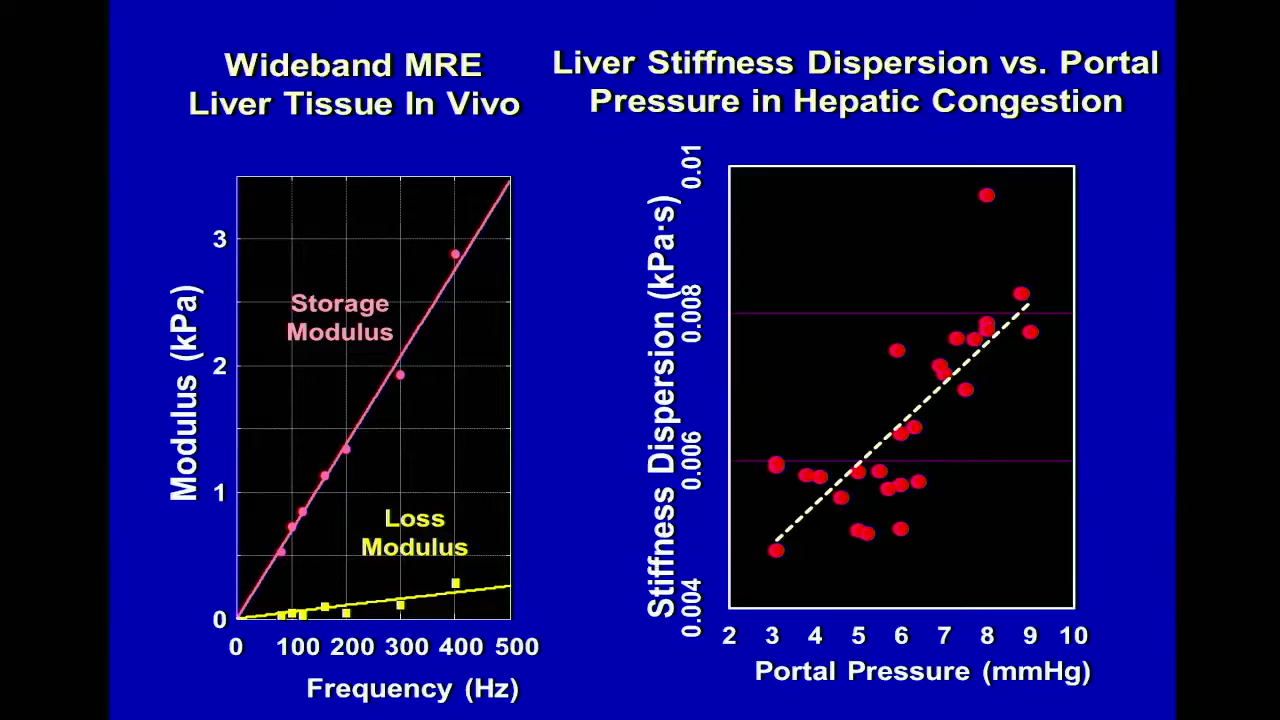 Wideband MRE
Liver Tissue In Vivo
Modulus (kPa)
3
2
1
0
Storage
Modulus
Loss
Modulus
0 100 200 300 400 500
Frequency (Hz)
Liver Stiffness Dispersion vs. Portal
Pressure in Hepatic Congestion
Stiffness Dispersion (kPa·s)
0.01
0.008
0.006
0.004
2 3 4 5 6 7 8 9 10
Portal Pressure (mmHg)